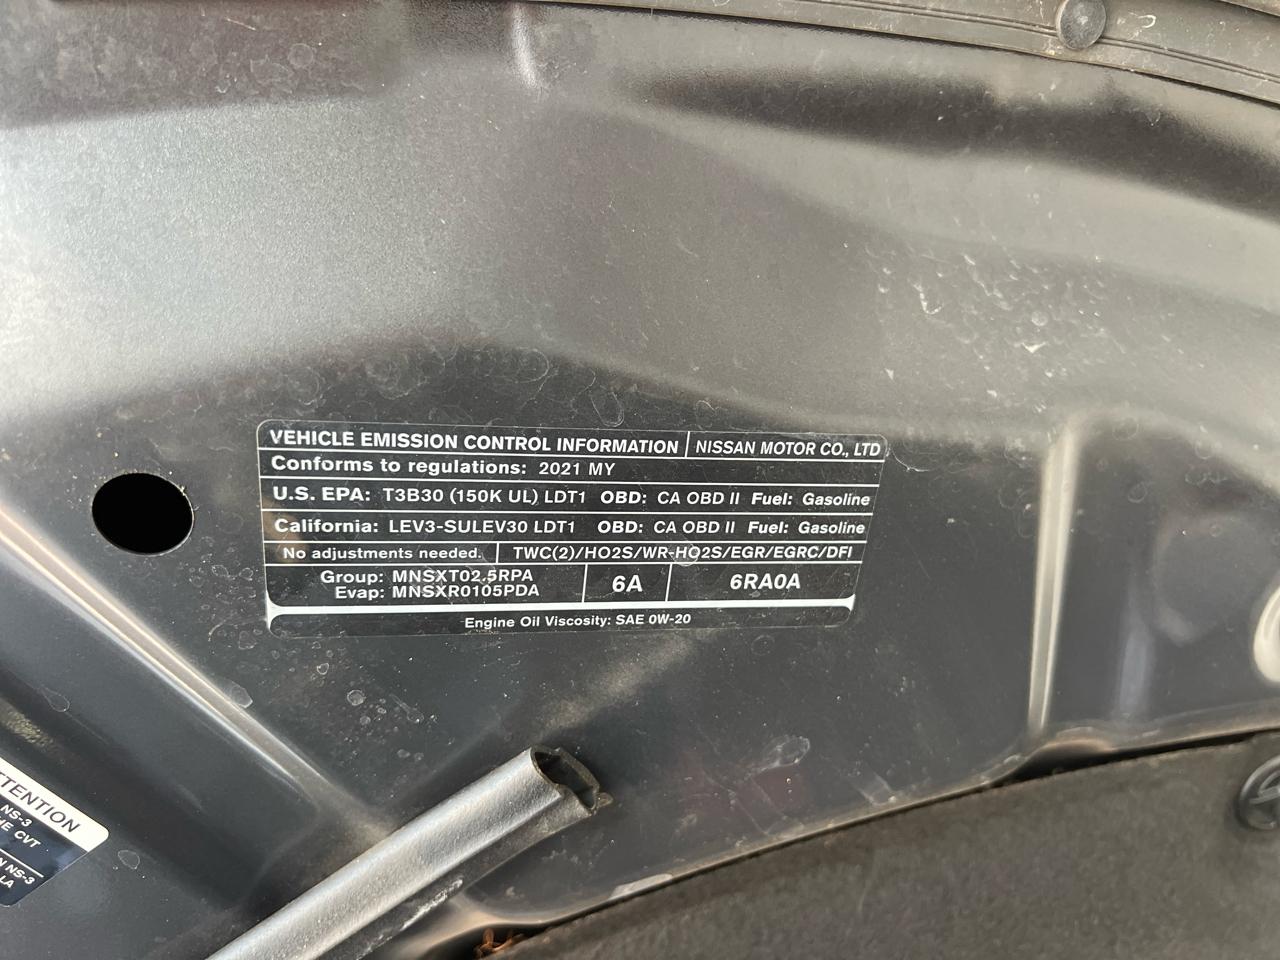 VEHICLE EMISSION CONTROL INFORMATION NISSAN MOTOR CO., LTD
Conforms to regulations: 2021 MY
U.S. EPA: T3B30 (150K UL) LDT1 OBD: CA OBD II Fuel: Gasoline
California: LEV3-SULEV30 LDT1 OBD: CA OBD II Fuel: Gasoline
No adjustments needed. TWC(2)/HO2S/WR-HO2S/EGR/EGRC/DFI
Group: MNSXT02.5RPA 6A 6RA0A
Evap: MNSXR0105PDA
Engine Oil Viscosity: SAE 0W-20
TTENTION
NS-3
HE CVT
N NS-3
LA